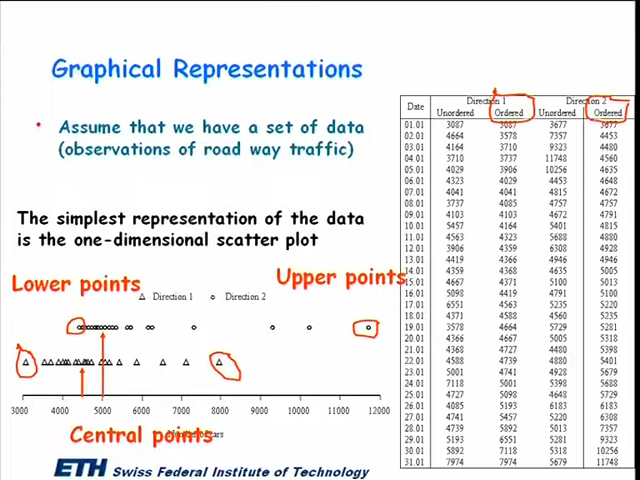 Graphical Representations
• Assume that we have a set of data
(observations of road way traffic)
The simplest representation of the data
is the one-dimensional scatter plot
Lower points
Upper points
Direction 1 Direction 2
3000 4000 5000 6000 7000 8000 9000 10000 11000 12000
Central points
ETH Swiss Federal Institute of Technology
Date Direction 1 Direction 2
Unordered Ordered Unordered Ordered
01.01 3087 3087 3677 3677
02.01 4664 3578 7357 4453
03.01 4164 3710 9323 4480
04.01 3710 3737 11748 4560
05.01 4029 3906 10256 4635
06.01 4323 4029 4453 4648
07.01 4041 4041 4815 4672
08.01 3737 4085 4757 4757
09.01 4103 4103 4672 4791
10.01 5457 4164 5401 4815
11.01 4563 4323 5688 4880
12.01 3906 4359 6308 4928
13.01 4419 4366 4946 4946
14.01 4359 4368 5635 5005
15.01 4667 4371 5100 5013
16.01 5098 4419 4791 5100
17.01 6551 4563 5235 5220
18.01 4371 4588 4560 5235
19.01 3578 4664 5729 5281
20.01 4366 4667 5005 5318
21.01 4368 4727 4480 5398
22.01 4588 4739 4880 5401
23.01 5001 4741 4928 5679
24.01 7118 5001 5398 5688
25.01 4727 5098 4648 5729
26.01 4085 5193 6183 6183
27.01 4741 5457 5220 6308
28.01 4739 5892 5013 7357
29.01 5193 6551 5281 9323
30.01 5892 7118 5318 10256
31.01 7974 7974 11748